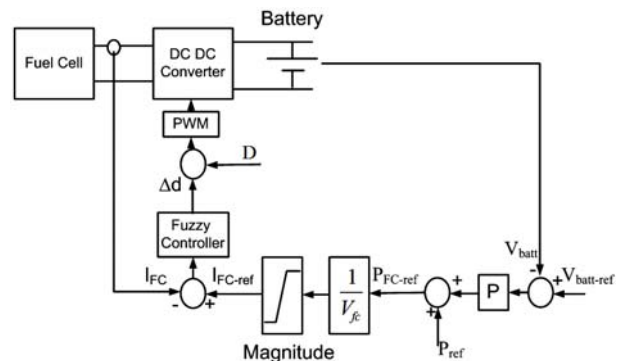 Battery
Fuel Cell
DC DC
Converter
PWM
D
Δd
Fuzzy
Controller
I_FC
I_FC-ref
-
+
1
V_fc
P_FC-ref
+
+
P
V_batt
-
+
V_batt-ref
P_ref
Magnitude